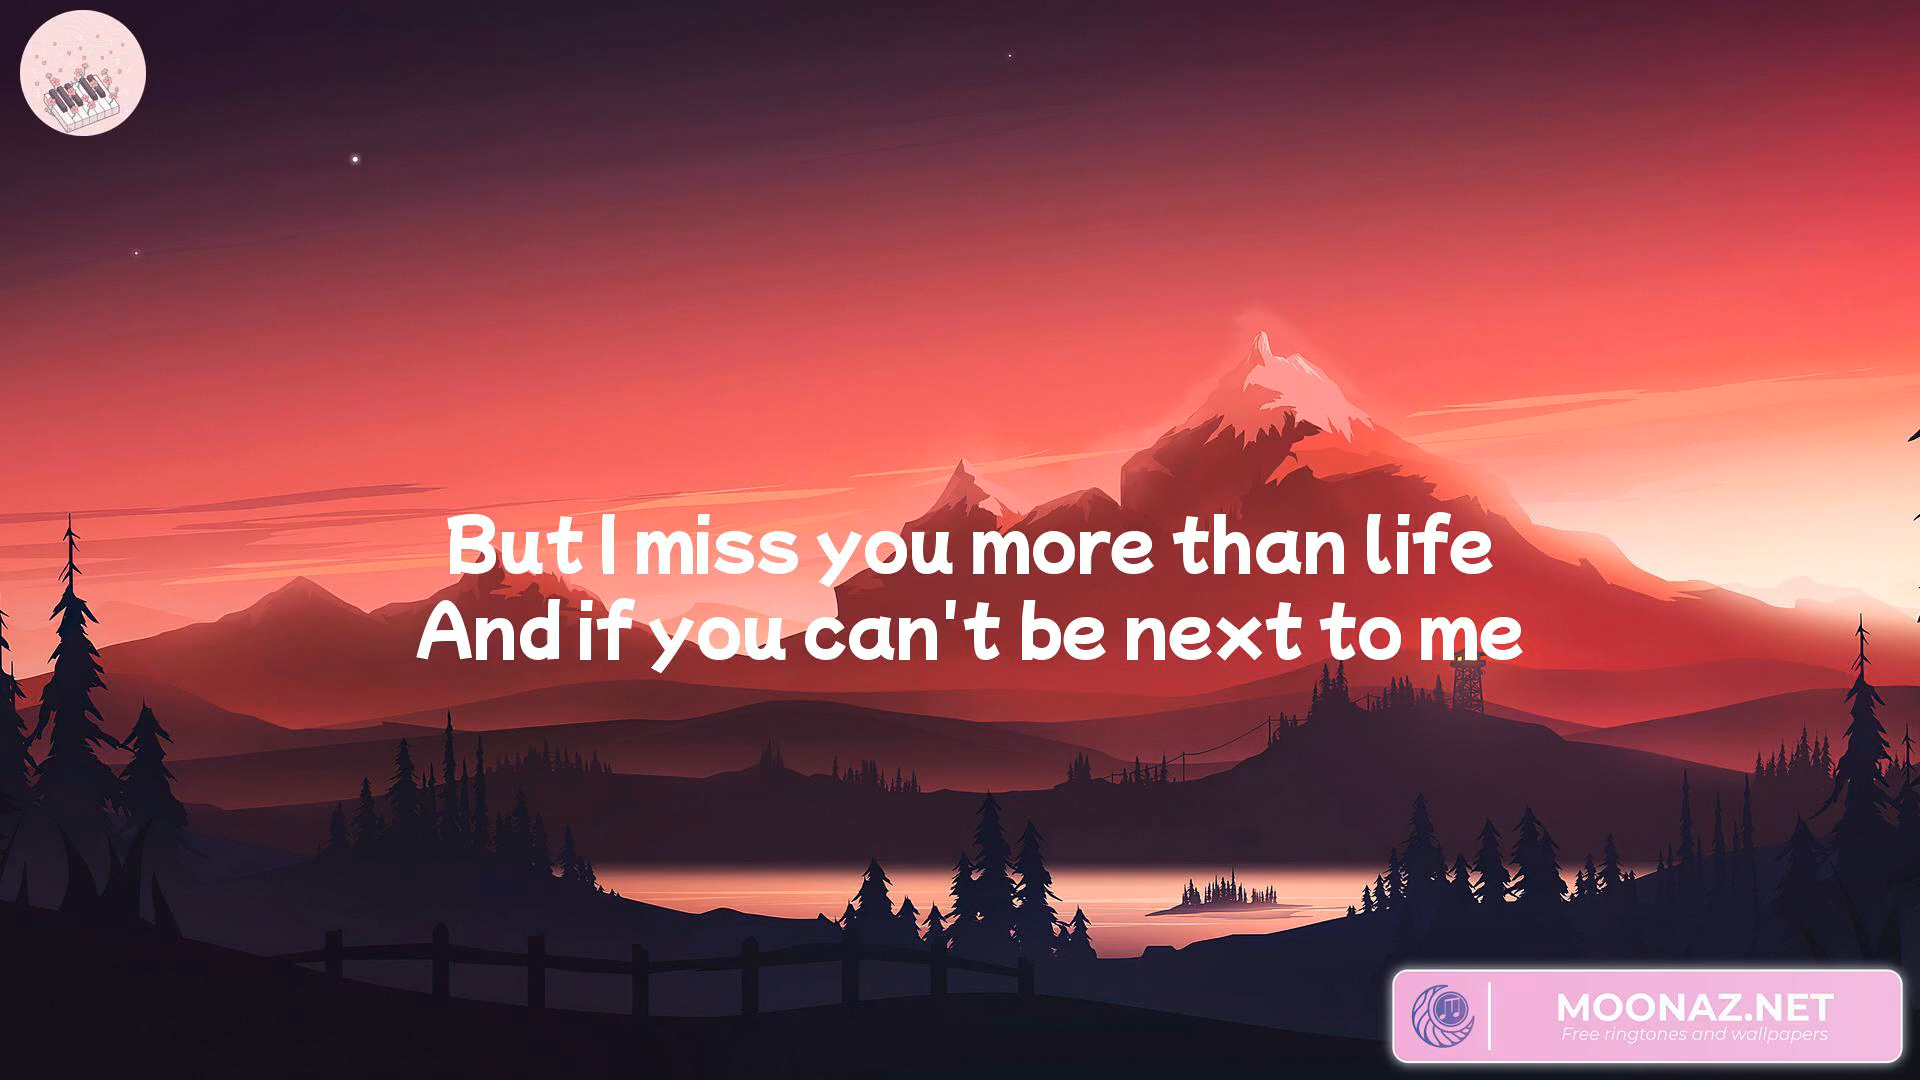 But I miss you more than life
And if you can't be next to me
MOONAZ.NET
Free ringtones and wallpapers